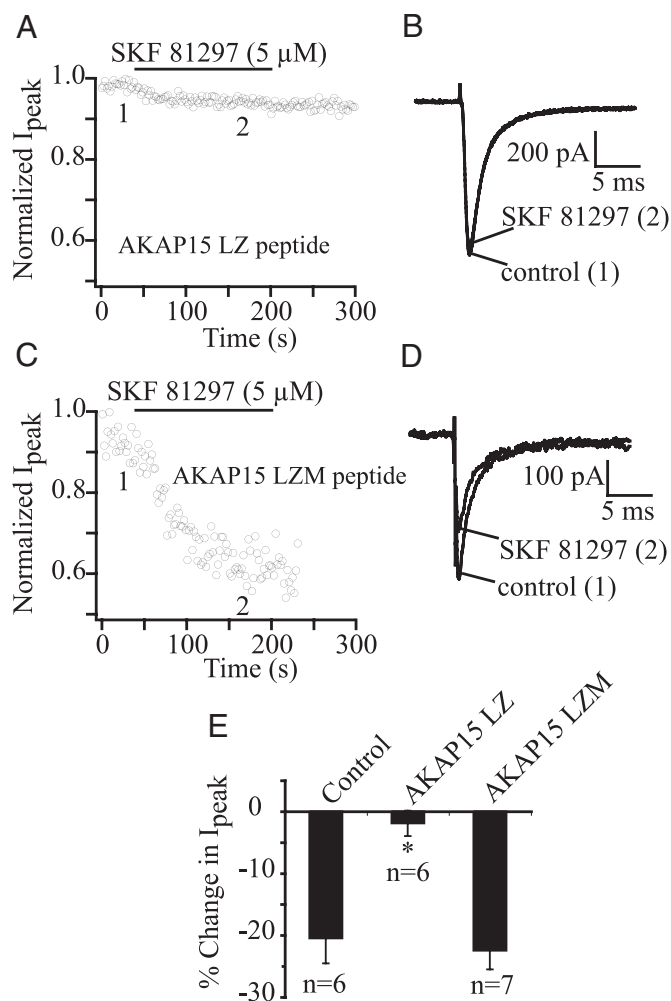 A
SKF 81297 (5 µM)
Normalized Ipeak
1.0
0.8
0.6
1
2
AKAP15 LZ peptide
0
100
200
300
Time (s)
B
200 pA
5 ms
SKF 81297 (2)
control (1)
C
SKF 81297 (5 µM)
Normalized Ipeak
1.0
0.8
0.6
1
AKAP15 LZM peptide
2
0
100
200
300
Time (s)
D
100 pA
5 ms
SKF 81297 (2)
control (1)
E
Control
AKAP15 LZ
AKAP15 LZM
% Change in Ipeak
0
-10
-20
-30
*
n=6
n=6
n=7